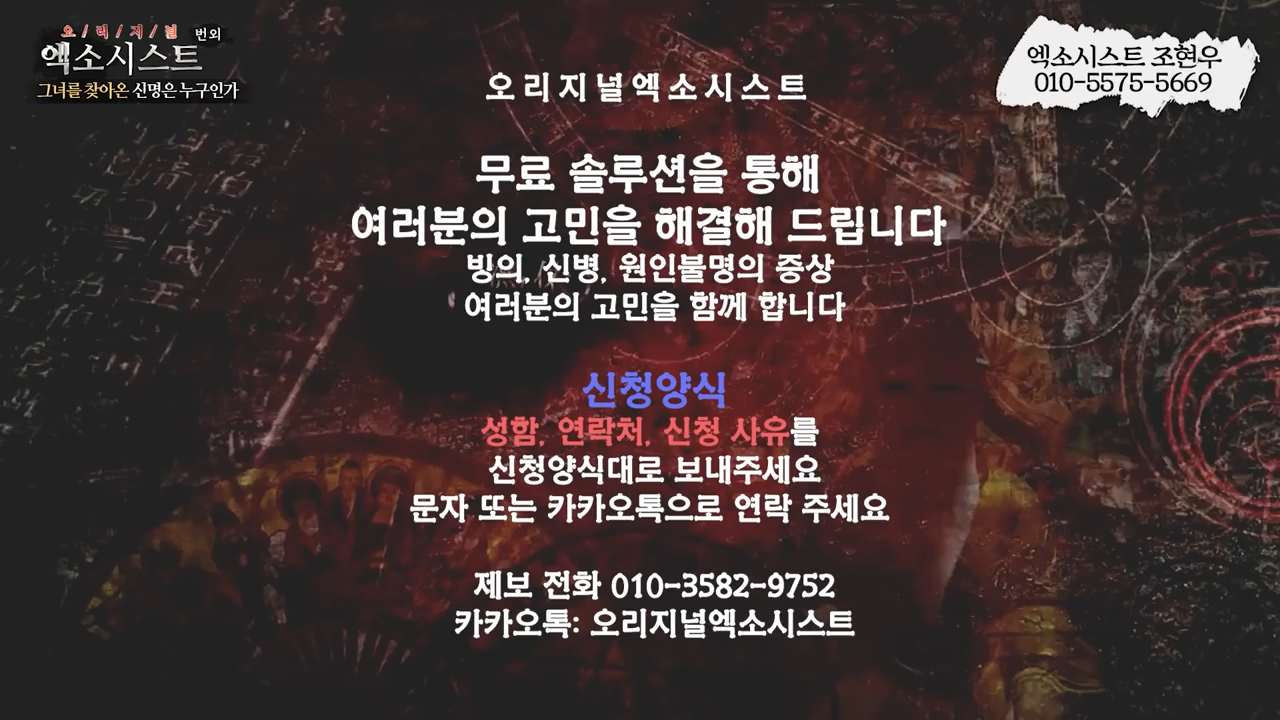 오/리/지/널 번외
엑소시스트
그녀를 찾아온 신명은 누구인가
엑소시스트 조현우
010-5575-5669
오리지널엑소시스트
무료 솔루션을 통해
여러분의 고민을 해결해 드립니다
빙의, 신병, 원인불명의 증상
여러분의 고민을 함께 합니다
신청양식
성함, 연락처, 신청 사유를
신청양식대로 보내주세요
문자 또는 카카오톡으로 연락 주세요
제보 전화 010-3582-9752
카카오톡: 오리지널엑소시스트